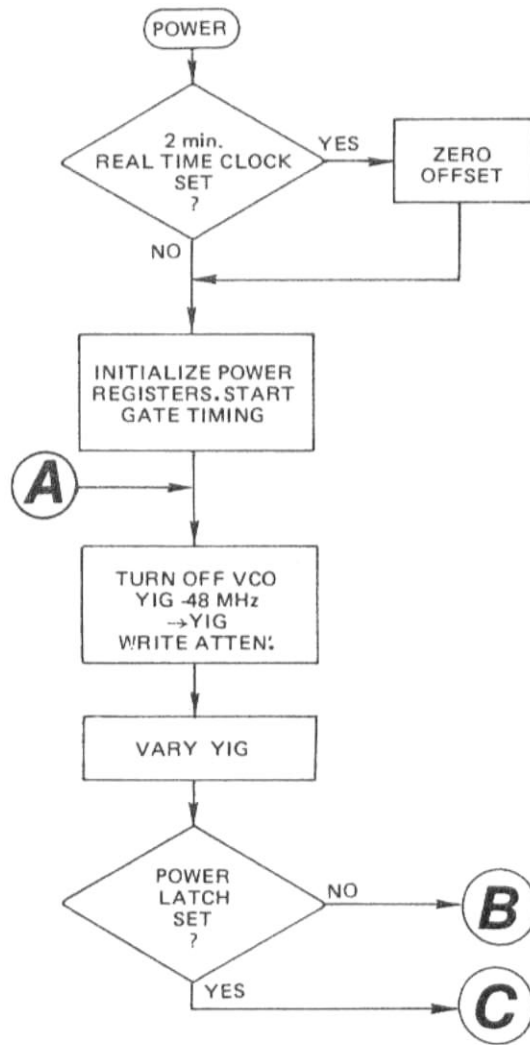 POWER
2 min.
REAL TIME CLOCK
SET
?
YES
ZERO
OFFSET
NO
INITIALIZE POWER
REGISTERS.START
GATE TIMING
A
TURN OFF VCO
YIG -48 MHz
→YIG
WRITE ATTEN.
VARY YIG
POWER
LATCH
SET
?
NO
B
YES
C